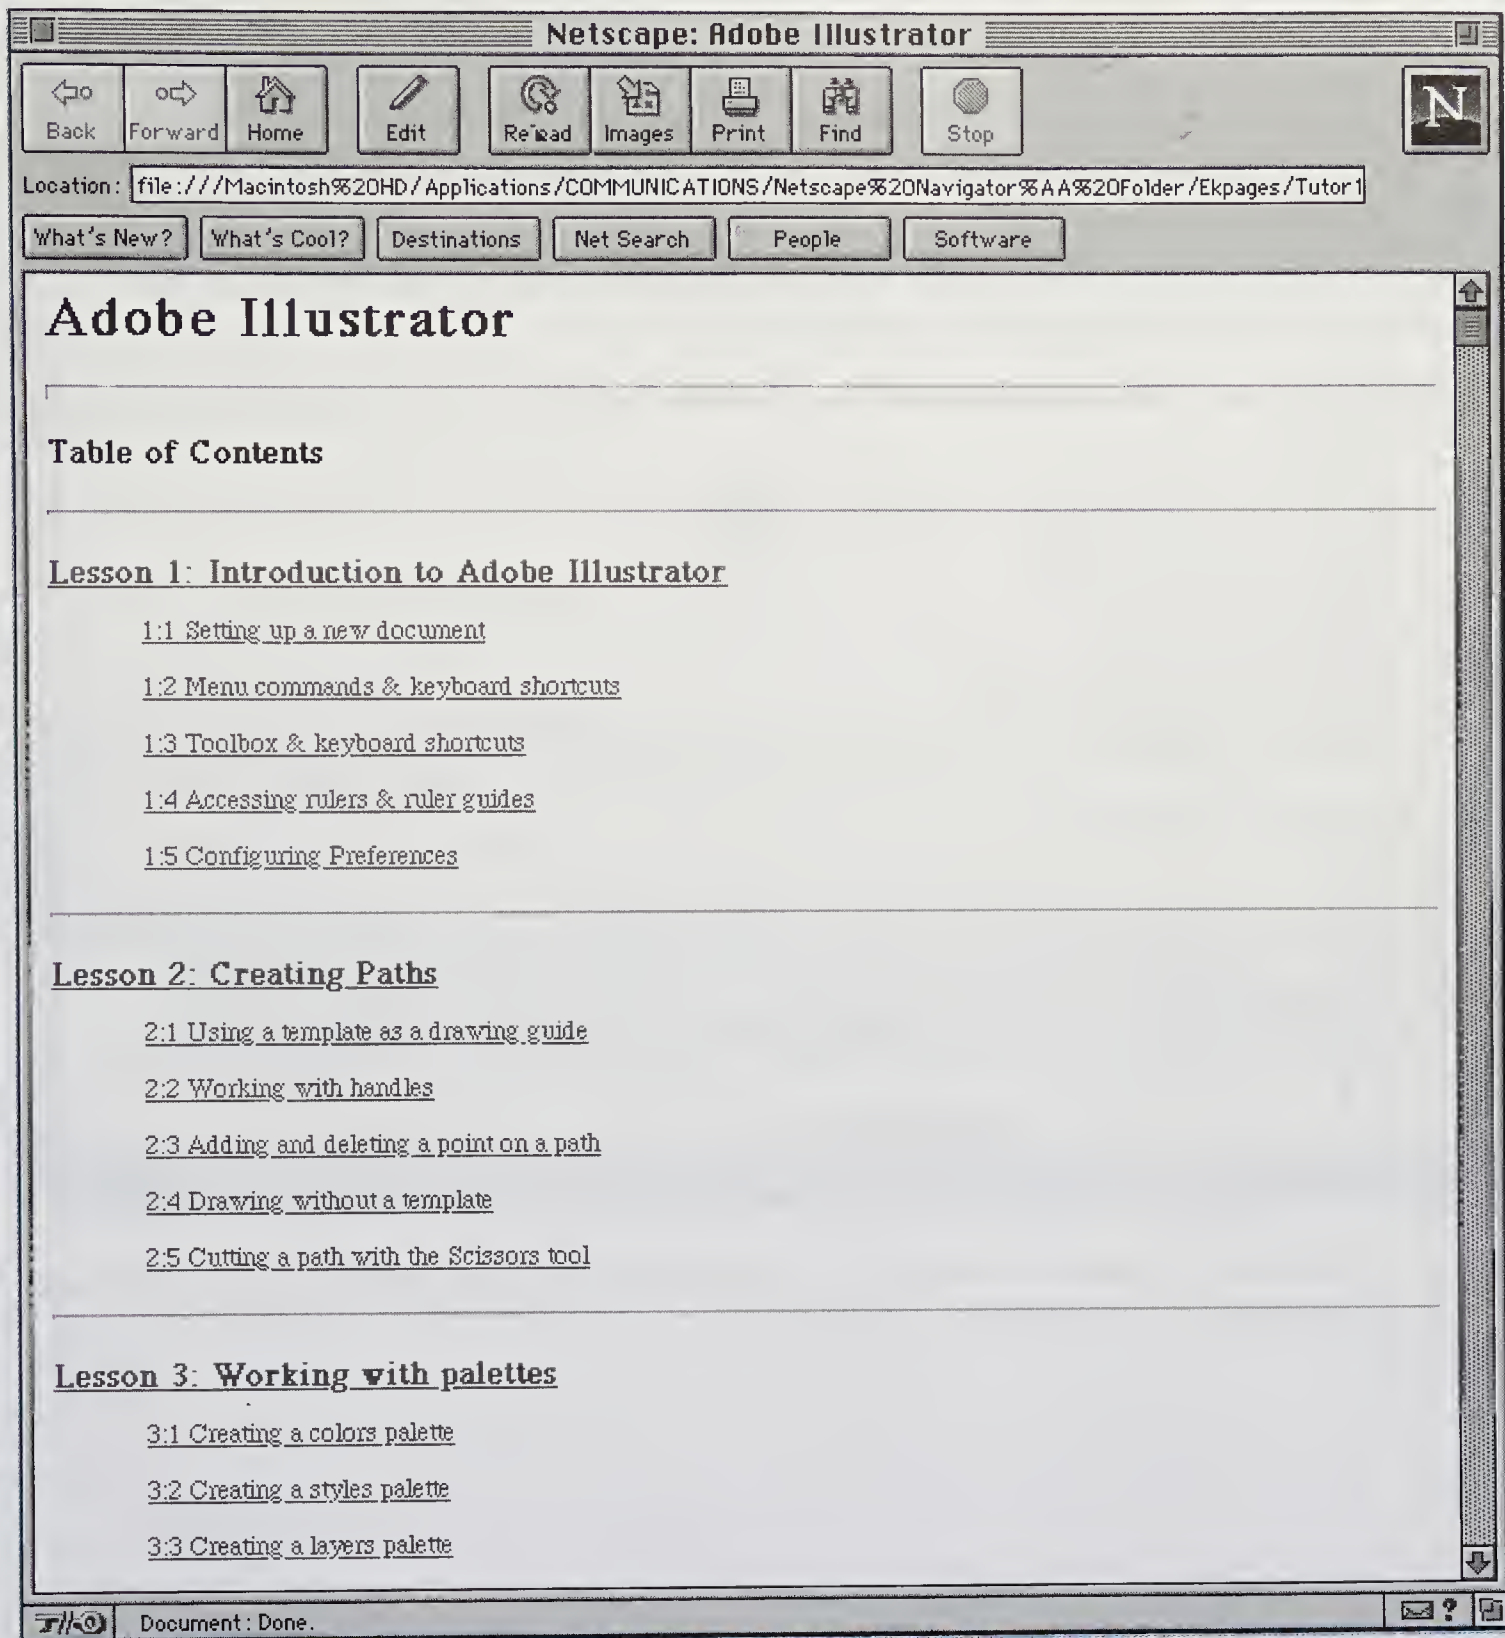 Netscape: Adobe Illustrator
Back Forward Home Edit Reload Images Print Find Stop
N
Location: file:///Macintosh%20HD/Applications/COMMUNICATIONS/Netscape%20Navigator%AA%20Folder/Ekpages/Tutor1
What's New? What's Cool? Destinations Net Search People Software
Adobe Illustrator
Table of Contents
Lesson 1: Introduction to Adobe Illustrator
1:1 Setting up a new document
1:2 Menu commands & keyboard shortcuts
1:3 Toolbox & keyboard shortcuts
1:4 Accessing rulers & ruler guides
1:5 Configuring Preferences
Lesson 2: Creating Paths
2:1 Using a template as a drawing guide
2:2 Working with handles
2:3 Adding and deleting a point on a path
2:4 Drawing without a template
2:5 Cutting a path with the Scissors tool
Lesson 3: Working with palettes
3:1 Creating a colors palette
3:2 Creating a styles palette
3:3 Creating a layers palette
Document: Done.
?